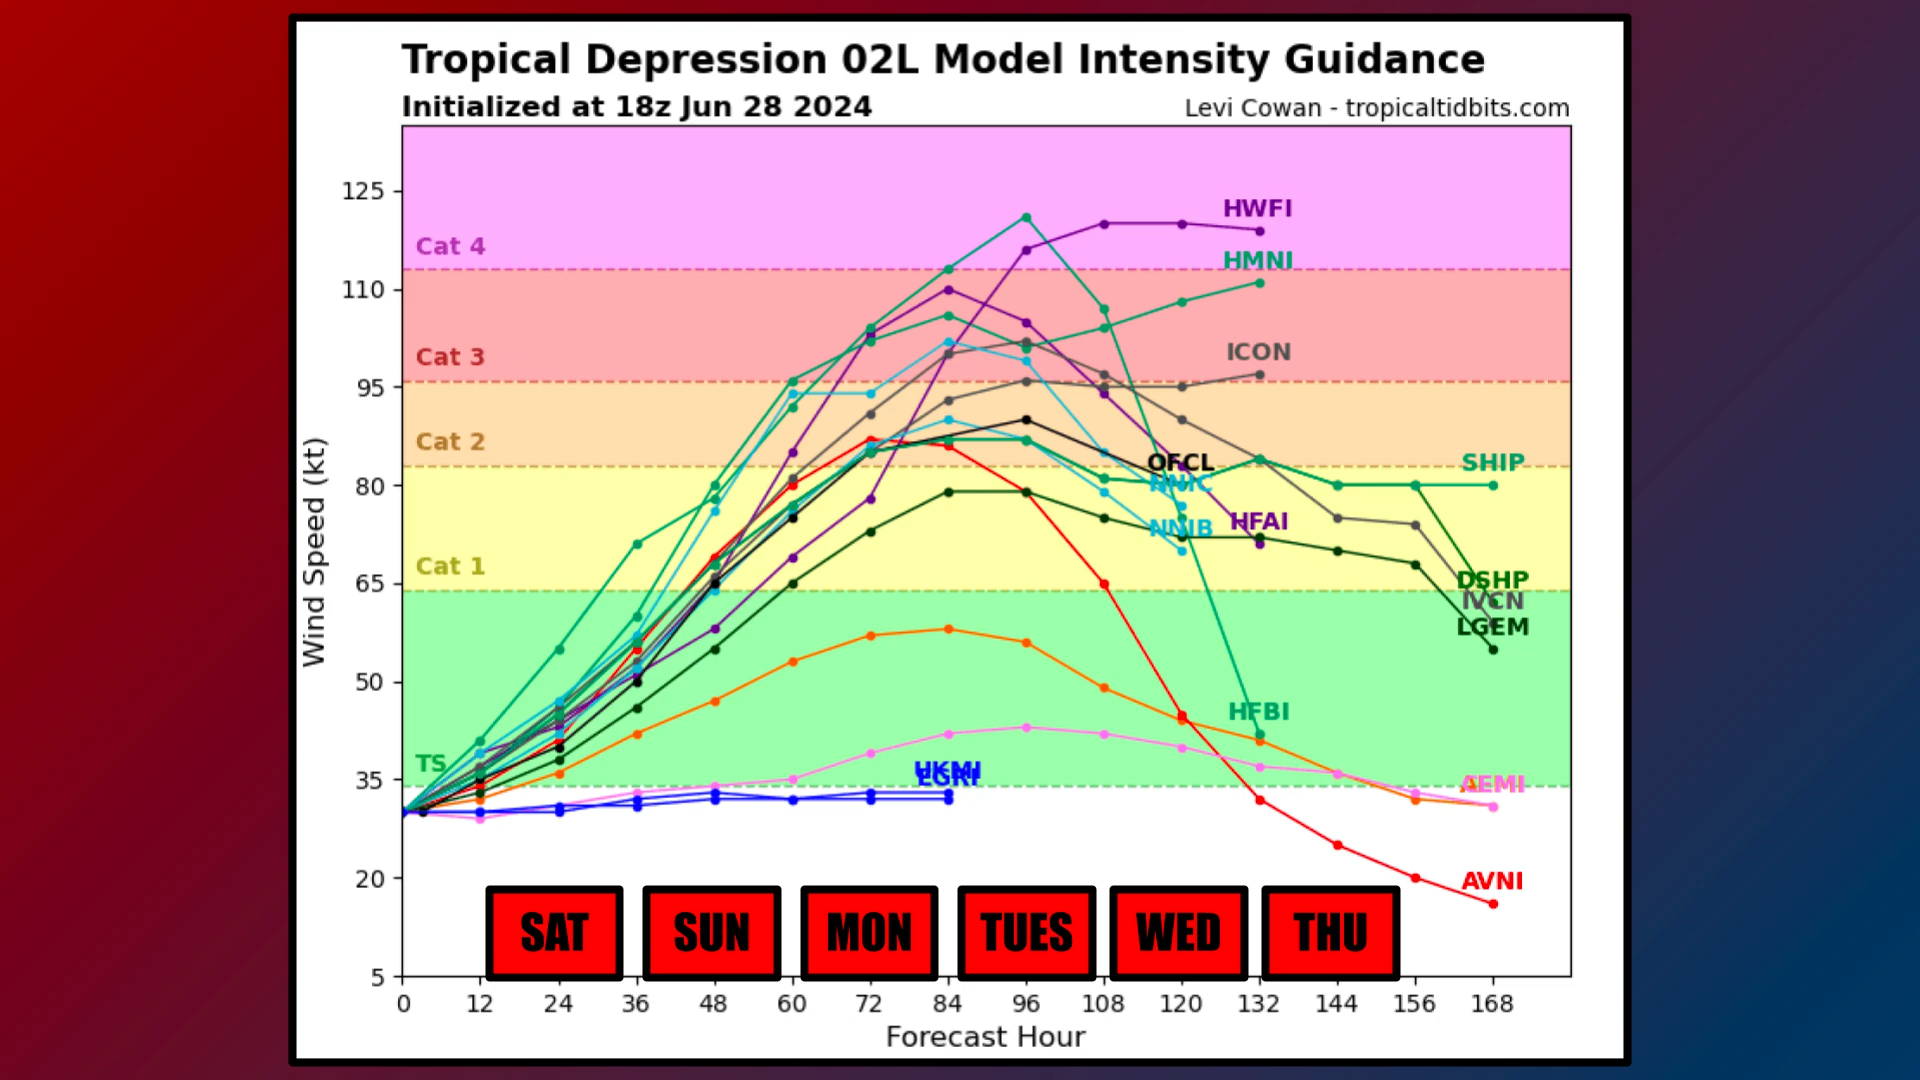 Tropical Depression 02L Model Intensity Guidance
Initialized at 18z Jun 28 2024
Levi Cowan - tropicaltidbits.com
125
110
95
80
65
50
35
20
5
Wind Speed (kt)
Cat 4
Cat 3
Cat 2
Cat 1
TS
HWFI
HMNI
ICON
OFCL
NNIC
NNIB
HFAI
SHIP
DSHP
IVCN
LGEM
HFBI
UKMI
EGRI
AEMI
AVNI
SAT
SUN
MON
TUES
WED
THU
0
12
24
36
48
60
72
84
96
108
120
132
144
156
168
Forecast Hour